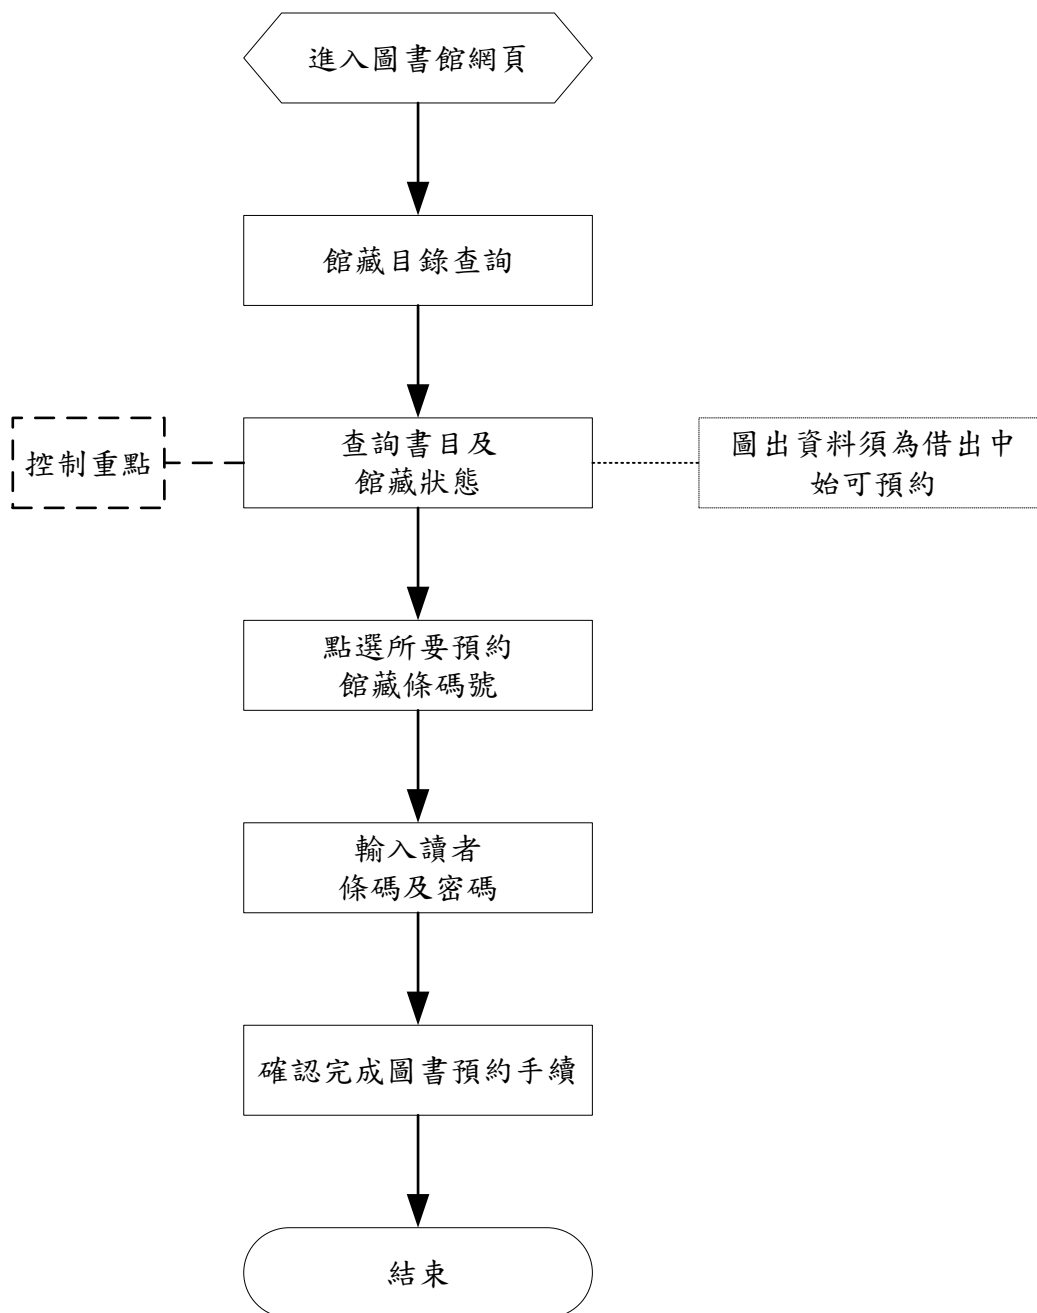 進入圖書館網頁
館藏目錄查詢
控制重點
查詢書目及
館藏狀態
圖出資料須為借出中
始可預約
點選所要預約
館藏條碼號
輸入讀者
條碼及密碼
確認完成圖書預約手續
結束